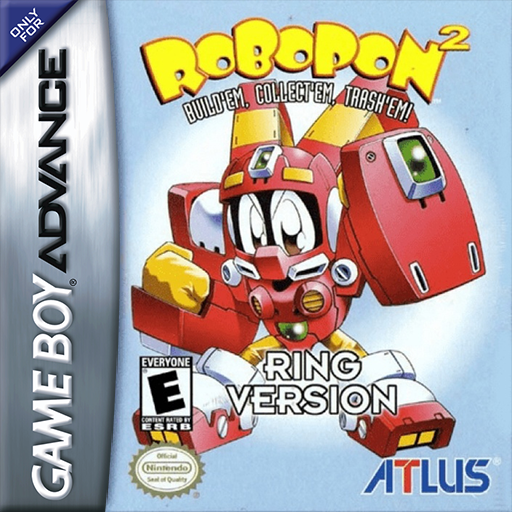 ONLY
FOR
GAME BOY ADVANCE
ROBOPON 2
BUILD'EM, COLLECT'EM, TRASH'EM!
RING
VERSION
EVERYONE
E
CONTENT RATED BY
ESRB
Official
Nintendo
Seal of Quality
ATLUS®